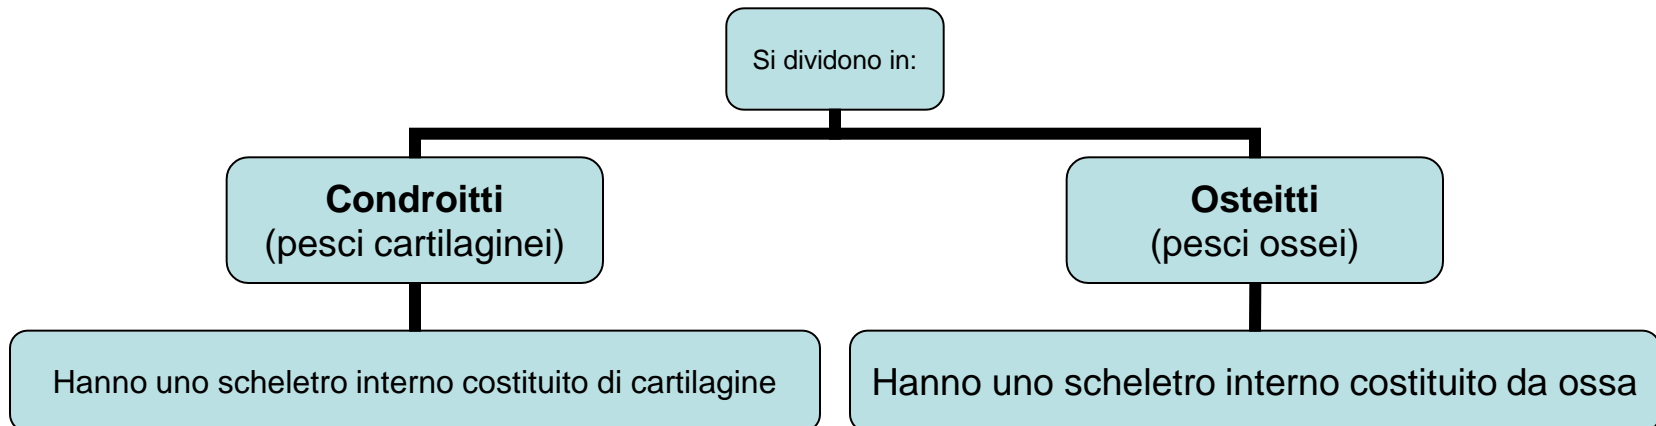 Si dividono in:
Condroitti
(pesci cartilaginei)
Osteitti
(pesci ossei)
Hanno uno scheletro interno costituito di cartilagine
Hanno uno scheletro interno costituito da ossa